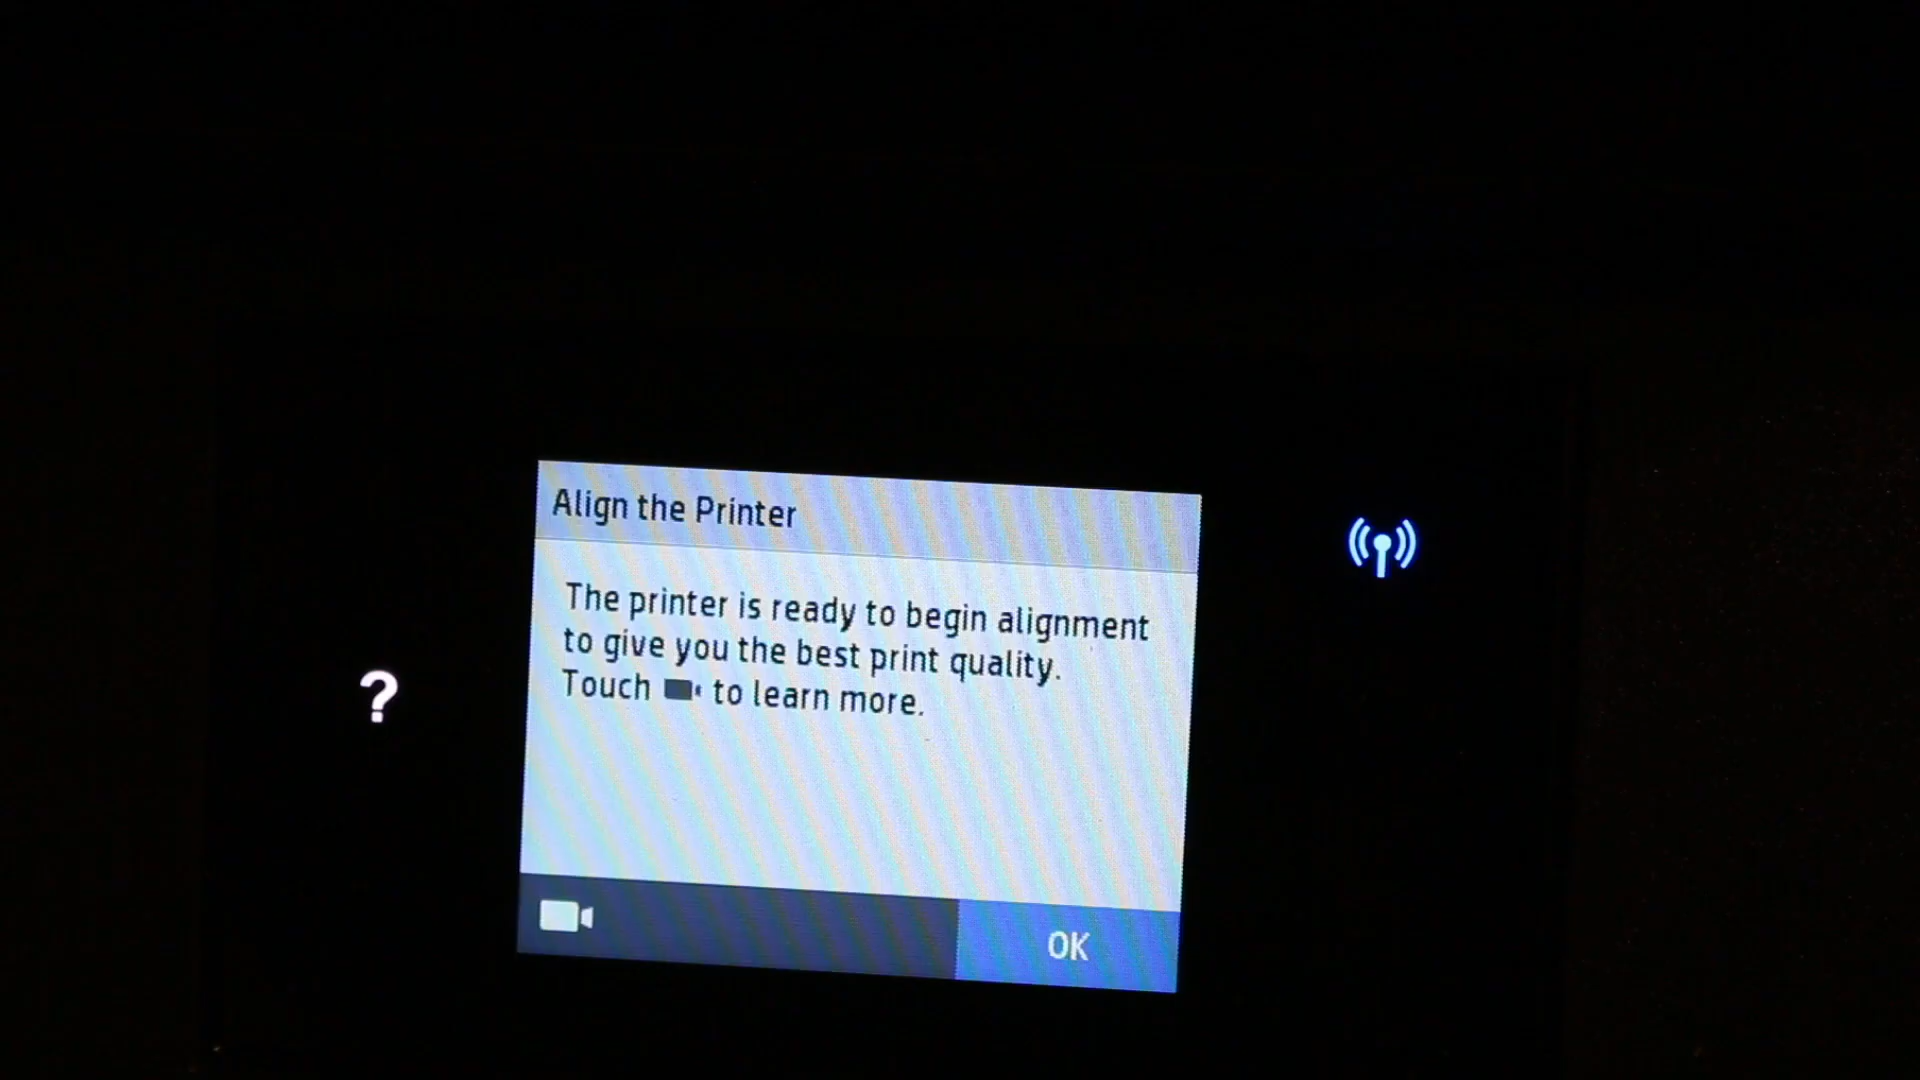 Align the Printer
The printer is ready to begin alignment
to give you the best print quality.
Touch to learn more.
?
OK